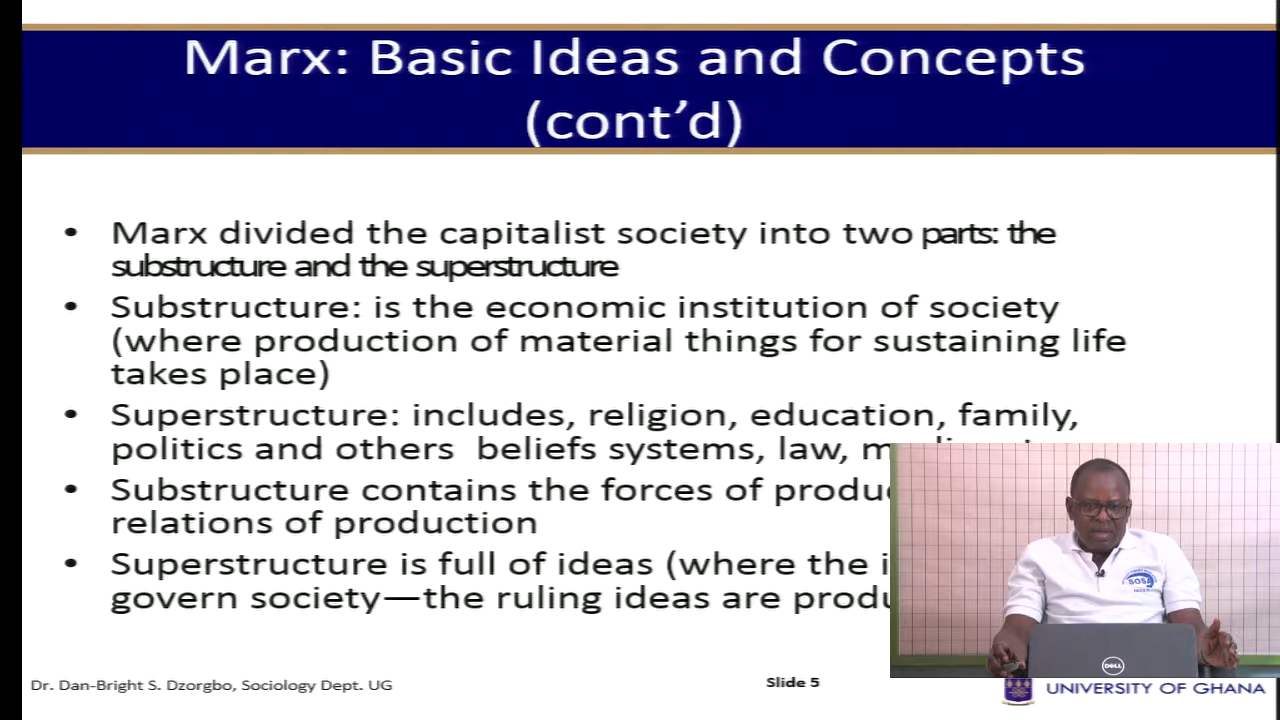 Marx: Basic Ideas and Concepts
(cont’d)
• Marx divided the capitalist society into two parts: the
substructure and the superstructure
• Substructure: is the economic institution of society
(where production of material things for sustaining life
takes place)
• Superstructure: includes, religion, education, family,
politics and others beliefs systems, law,
• Substructure contains the forces of
relations of production
• Superstructure is full of ideas (where the
govern society—the ruling ideas are
SOSA
DELL
Dr. Dan-Bright S. Dzorgbo, Sociology Dept. UG
Slide 5
UNIVERSITY OF GHANA